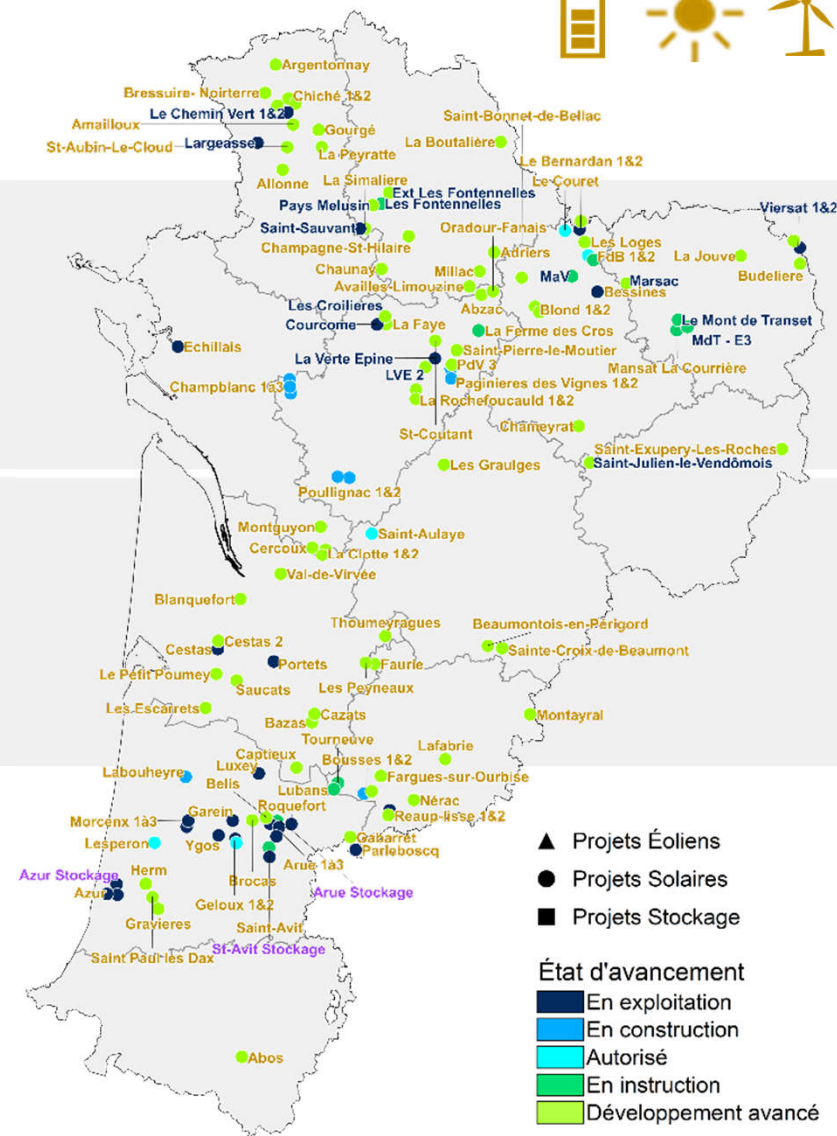 Argentonnay
Bressuire- Noirterre
Chiché 1&2
Le Chemin Vert 1&2
Amailloux
Gourgé
St-Aubin-Le-Cloud
Largeasse
La Peyratte
Allonne
Saint-Bonnet-de-Bellac
La Boutalière
Le Bernardan 1&2
Le Couret
La Simaliere
Ext Les Fontennelles
Pays Melusin
Les Fontennelles
Viersat 1&2
Saint-Sauvant
Oradour-Fanais
Champagne-St-Hilaire
Adriers
Les Loges
FdB 1&2
La Jouve
Budeliere
Chaunay
Millac
MaV
Marsac
Availles-Limouzine
Bessines
Abzac
Blond 1&2
Les Croilieres
Courcome
La Faye
La Ferme des Cros
Le Mont de Transet
MdT - E3
Echillais
La Verte Epine
Saint-Pierre-le-Moutier
PdV 3
Mansat La Courrière
LVE 2
Champblanc 1à3
Paginieres des Vignes 1&2
La Rochefoucauld 1&2
St-Coutant
Chameyrat
Saint-Exupery-Les-Roches
Les Graulges
Saint-Julien-le-Vendômois
Poullignac 1&2
Montguyon
Saint-Aulaye
Cercoux
La Clotte 1&2
Val-de-Virvée
Blanquefort
Thoumeyragues
Beaumontois-en-Périgord
Cestas 2
Cestas
Sainte-Croix-de-Beaumont
Portets
Faurie
Le Petit Poumey
Saucats
Les Peyneaux
Les Escarrets
Cazats
Bazas
Montayral
Tourneuve
Captieux
Bousses 1&2
Lafabrie
Labouheyre
Luxey
Belis
Lubans
Fargues-sur-Ourbise
Roquefort
Nérac
Morcenx 1à3
Garein
Reaup-lisse 1&2
Lesperon
Ygos
Gabarret
Parleboscq
Arue 1à3
Azur Stockage
Herm
Brocas
Arue Stockage
Azur
Geloux 1&2
Gravieres
Saint-Avit
St-Avit Stockage
Saint Paul les Dax
Abos
Projets Éoliens
Projets Solaires
Projets Stockage
État d'avancement
En exploitation
En construction
Autorisé
En instruction
Développement avancé